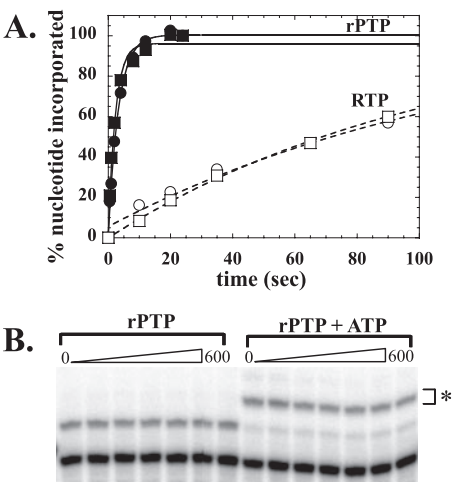 A.
% nucleotide incorporated
100
80
60
40
20
0
rPTP
RTP
0 20 40 60 80 100
time (sec)
B.
rPTP rPTP + ATP
0 600 0 600
*